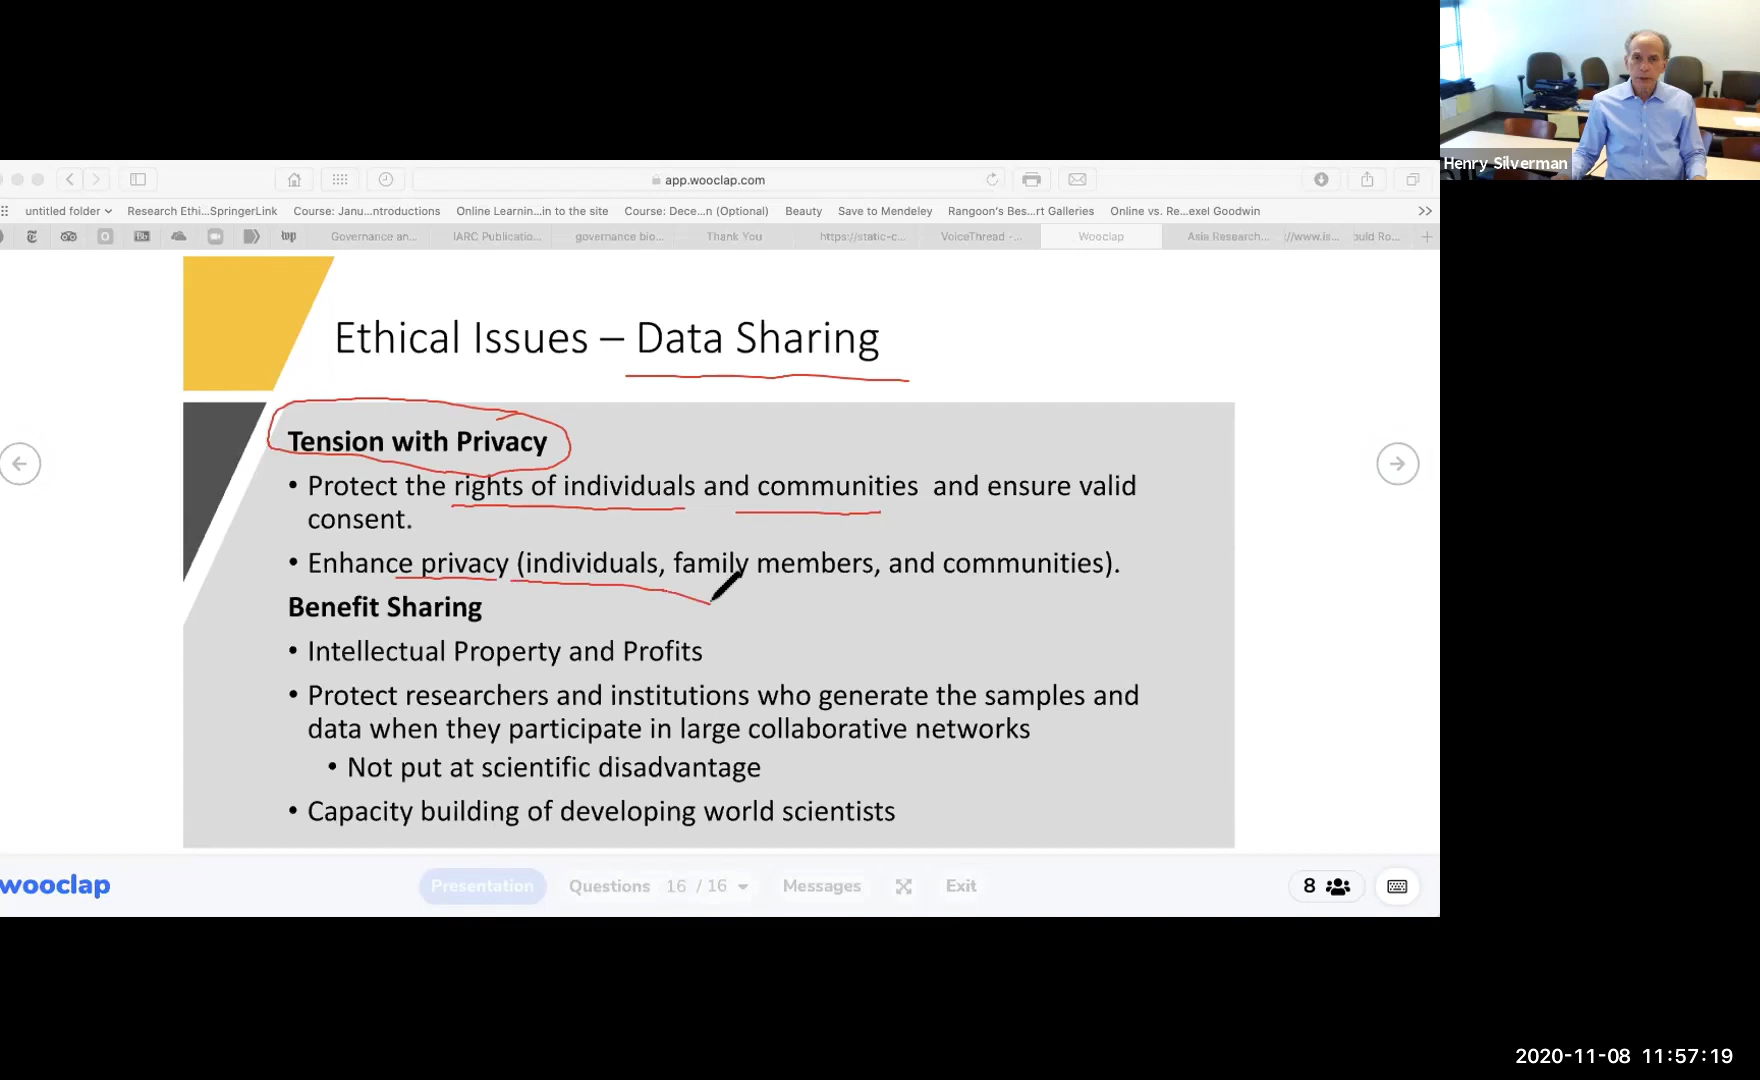 Henry Silverman
app.wooclap.com
untitled folder
Research Ethi...SpringerLink
Course: Janu...ntroductions
Online Learnin...in to the site
Course: Dece...n (Optional)
Beauty
Save to Mendeley
Rangoon's Bes...rt Galleries
Online vs. Re...exel Goodwin
Governance an...
IARC Publicatio...
governance bio...
Thank You
https://static-c...
VoiceThread -...
Wooclap
Asia Research...
//www.is...
ould Ro...
Ethical Issues – Data Sharing
Tension with Privacy
• Protect the rights of individuals and communities and ensure valid
consent.
• Enhance privacy (individuals, family members, and communities).
Benefit Sharing
• Intellectual Property and Profits
• Protect researchers and institutions who generate the samples and
data when they participate in large collaborative networks
• Not put at scientific disadvantage
• Capacity building of developing world scientists
wooclap
Presentation
Questions 16 / 16
Messages
Exit
8
2020-11-08 11:57:19